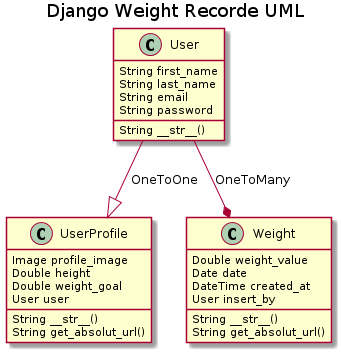 Django Weight Recorde UML
C User
String first_name
String last_name
String email
String password
String __str__()
OneToOne
OneToMany
C UserProfile
Image profile_image
Double height
Double weight_goal
User user
String __str__()
String get_absolut_url()
C Weight
Double weight_value
Date date
DateTime created_at
User insert_by
String __str__()
String get_absolut_url()